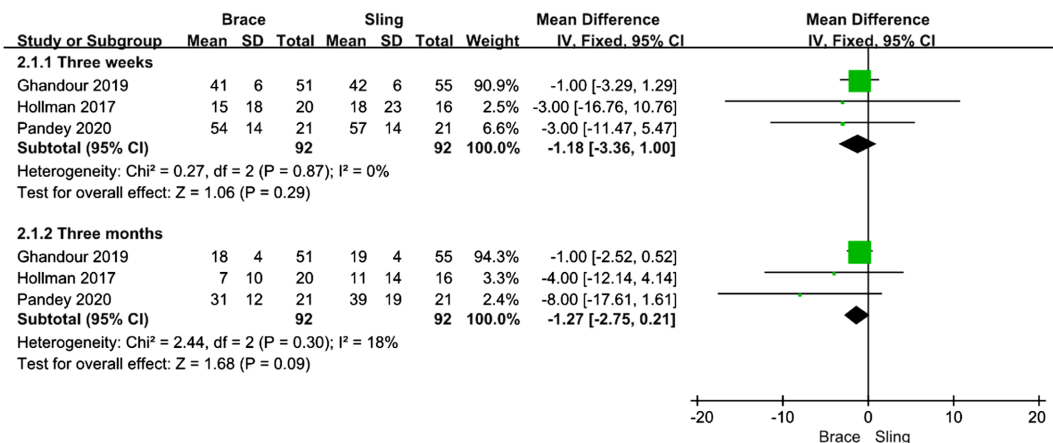 Brace Sling Mean Difference Mean Difference
Study or Subgroup Mean SD Total Mean SD Total Weight IV, Fixed, 95% CI IV, Fixed, 95% CI
2.1.1 Three weeks
Ghandour 2019 41 6 51 42 6 55 90.9% -1.00 [-3.29, 1.29]
Hollman 2017 15 18 20 18 23 16 2.5% -3.00 [-16.76, 10.76]
Pandey 2020 54 14 21 57 14 21 6.6% -3.00 [-11.47, 5.47]
Subtotal (95% CI) 92 92 100.0% -1.18 [-3.36, 1.00]
Heterogeneity: Chi² = 0.27, df = 2 (P = 0.87); I² = 0%
Test for overall effect: Z = 1.06 (P = 0.29)
2.1.2 Three months
Ghandour 2019 18 4 51 19 4 55 94.3% -1.00 [-2.52, 0.52]
Hollman 2017 7 10 20 11 14 16 3.3% -4.00 [-12.14, 4.14]
Pandey 2020 31 12 21 39 19 21 2.4% -8.00 [-17.61, 1.61]
Subtotal (95% CI) 92 92 100.0% -1.27 [-2.75, 0.21]
Heterogeneity: Chi² = 2.44, df = 2 (P = 0.30); I² = 18%
Test for overall effect: Z = 1.68 (P = 0.09)
-20 -10 0 10 20
Brace Sling